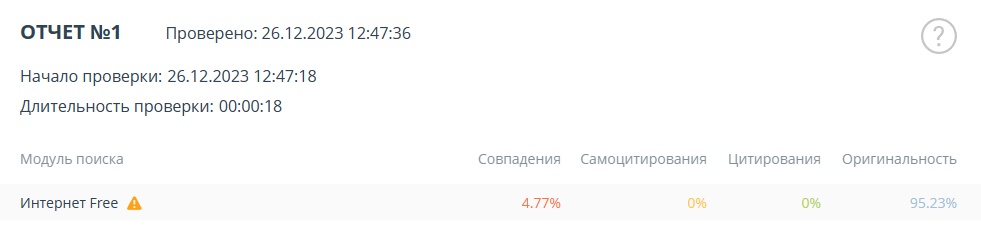 ОТЧЕТ №1 Проверено: 26.12.2023 12:47:36
Начало проверки: 26.12.2023 12:47:18
Длительность проверки: 00:00:18
Модуль поиска Совпадения Самоцитирования Цитирования Оригинальность
Интернет Free 4.77% 0% 0% 95.23%